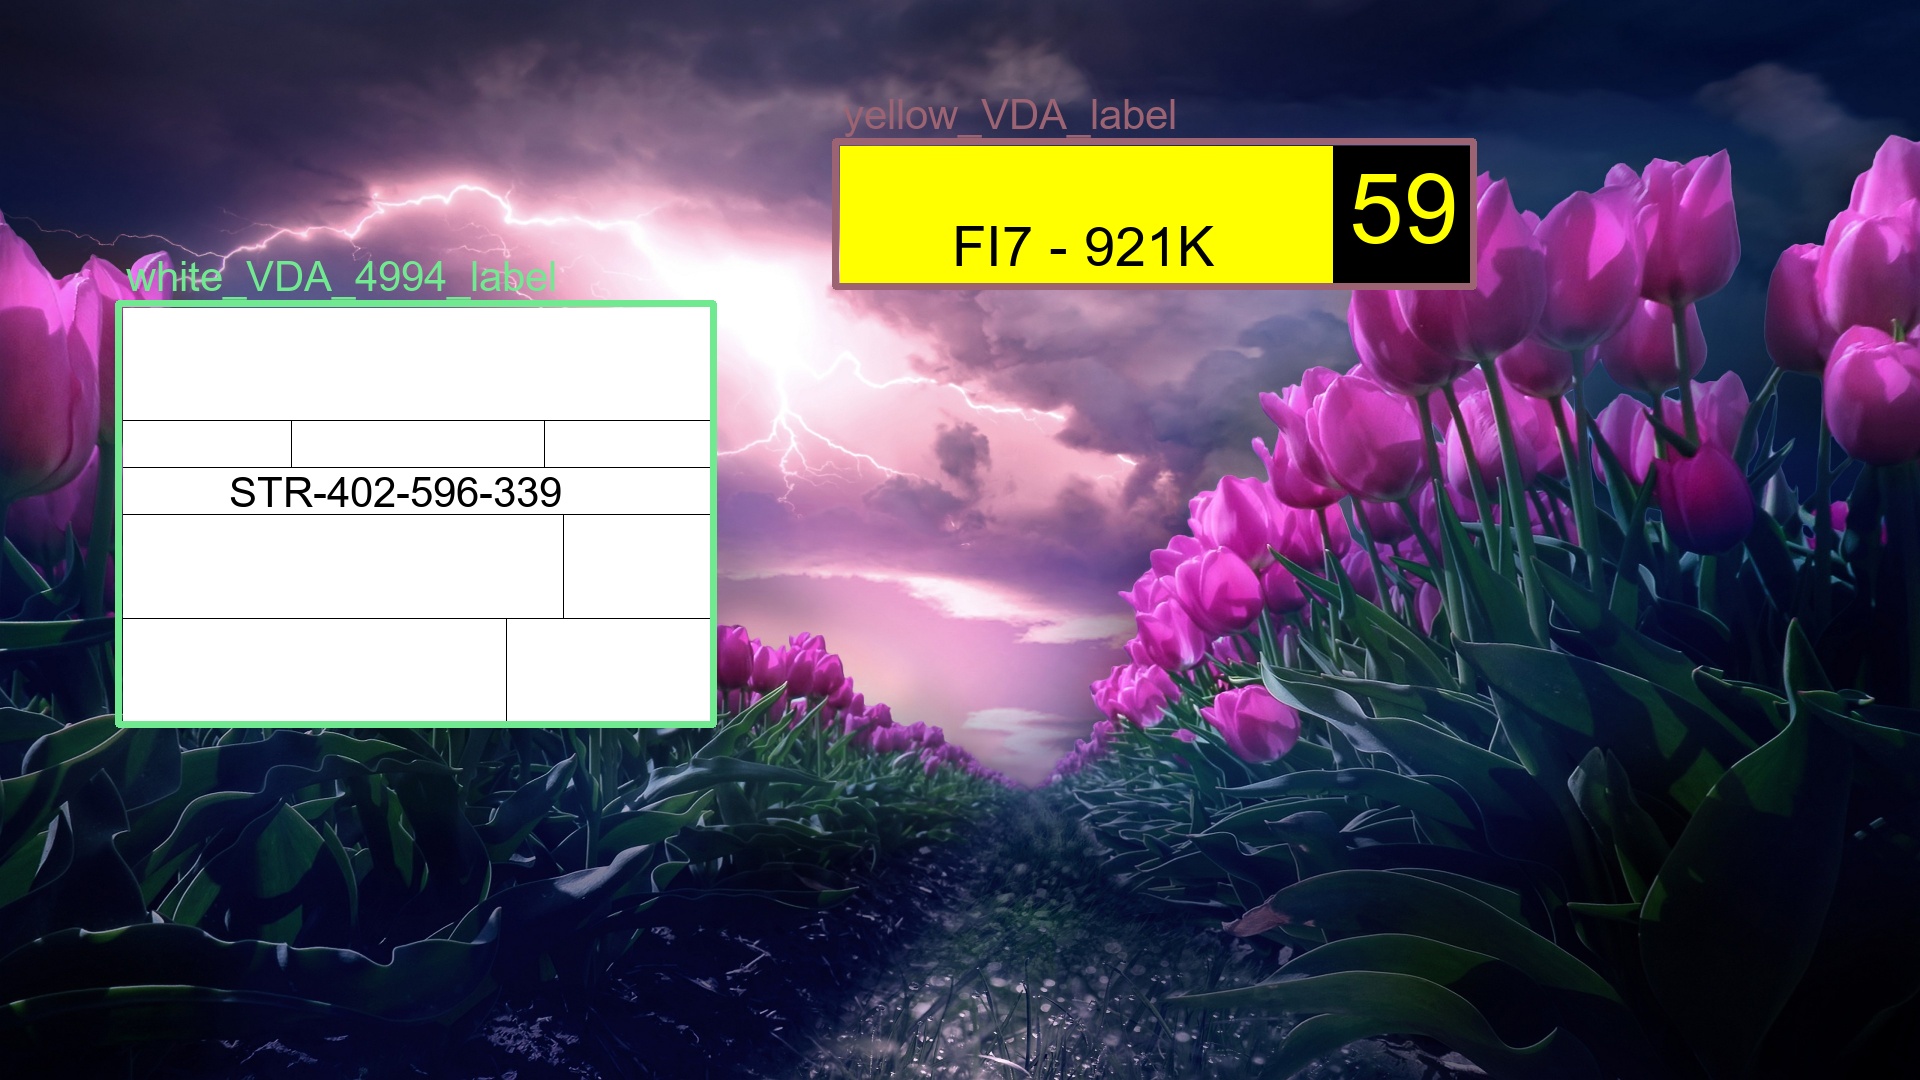 yellow_VDA_label
FI7 - 921K
59
white_VDA_4994_label
STR-402-596-339